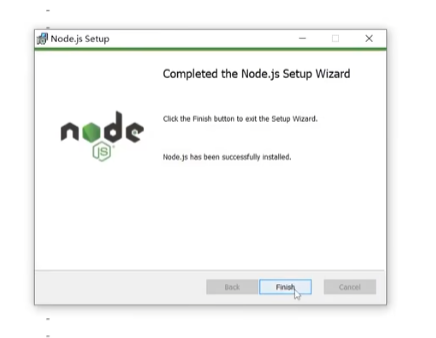 Node.js Setup
Completed the Node.js Setup Wizard
Click the Finish button to exit the Setup Wizard.
node
JS
Node.js has been successfully installed.
Back
Finish
Cancel